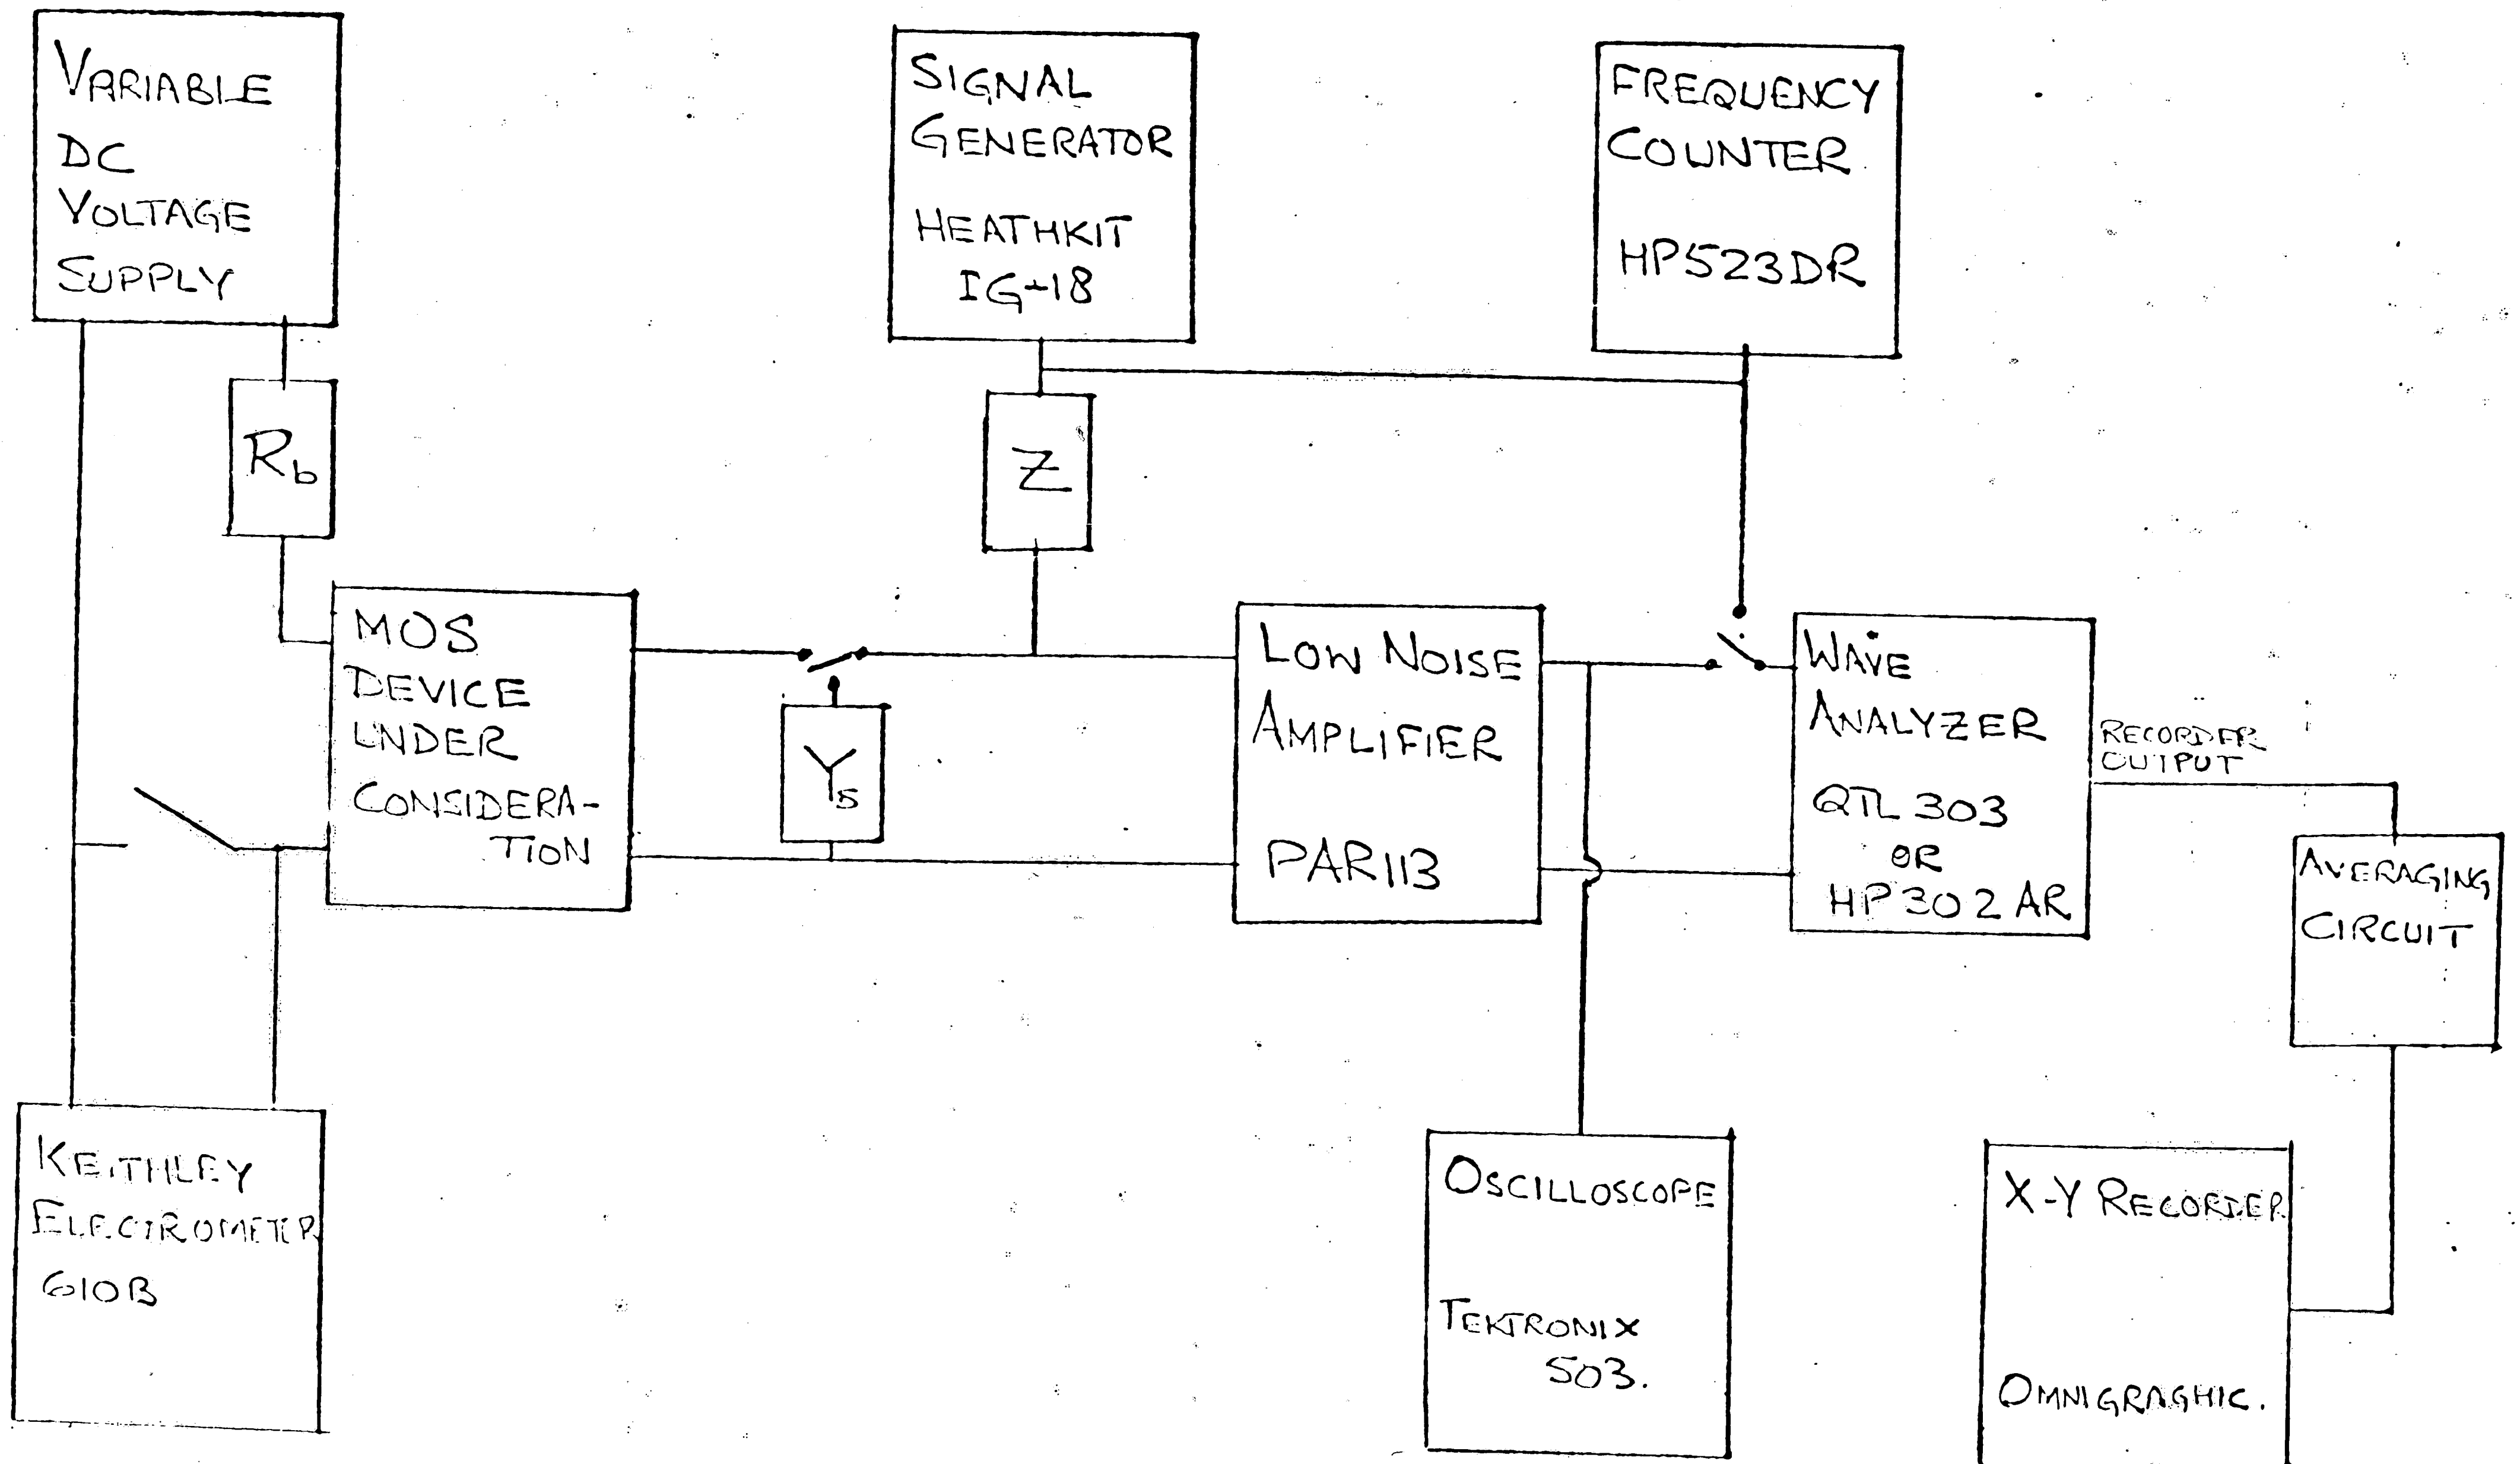 VARIABLE
DC
VOLTAGE
SUPPLY
SIGNAL
GENERATOR
HEATHKIT
IG-18
FREQUENCY
COUNTER
HP523DR
Rb
Z
MOS
DEVICE
UNDER
CONSIDERA-
TION
Ys
LOW NOISE
AMPLIFIER
PAR113
WAVE
ANALYZER
QTL 303
OR
HP302AR
RECORDER
OUTPUT
AVERAGING
CIRCUIT
KEITHLEY
ELECTROMETER
610B
OSCILLOSCOPE
TEKTRONIX
503.
X-Y RECORDER
OMNIGRAGHIC.